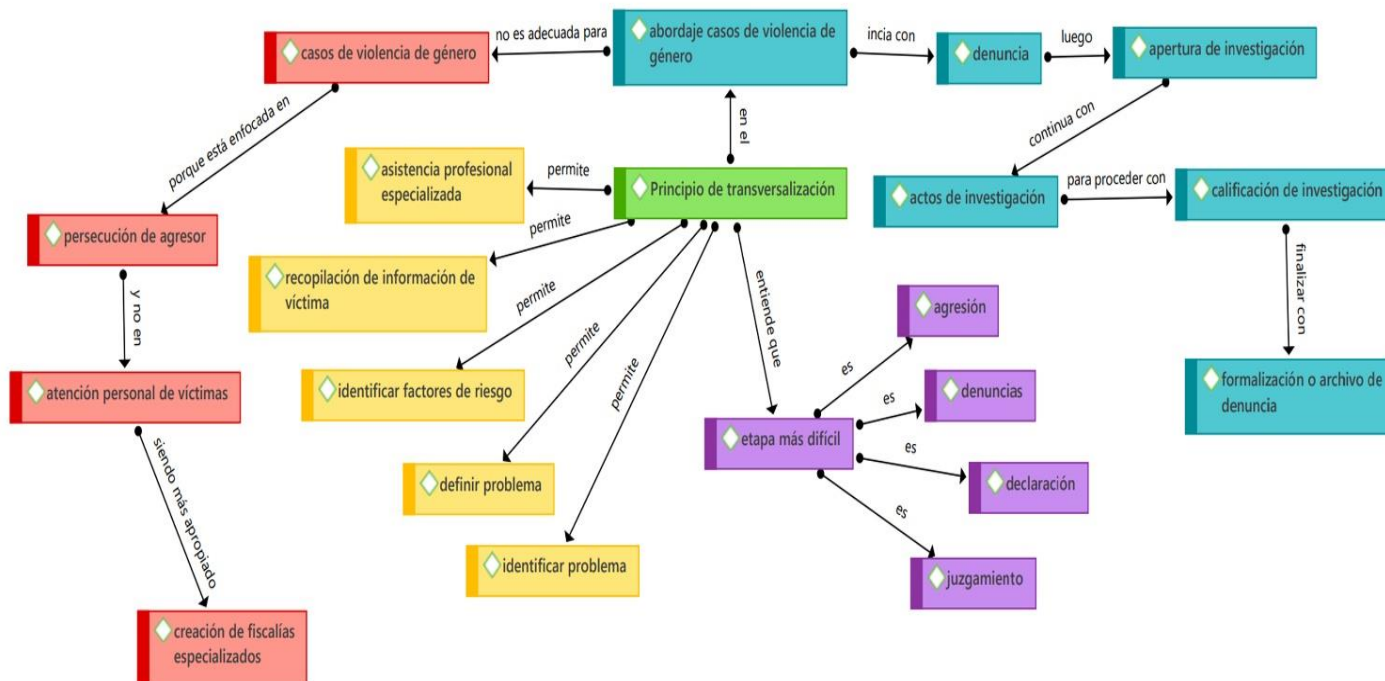 no es adecuada para
abordaje casos de violencia de
género
casos de violencia de género
incia con
denuncia
luego
apertura de investigación
porque está enfocada en
en el
continua con
asistencia profesional
especializada
permite
Principio de transversalización
actos de investigación
para proceder con
calificación de investigación
persecución de agresor
permite
recopilación de información de
víctima
finalizar con
y no en
permite
permite
permite
entiende que
agresión
es
atención personal de víctimas
identificar factores de riesgo
denuncias
es
formalización o archivo de
denuncia
etapa más difícil
es
declaración
siendo más apropiado
definir problema
es
identificar problema
juzgamiento
creación de fiscalías
especializados